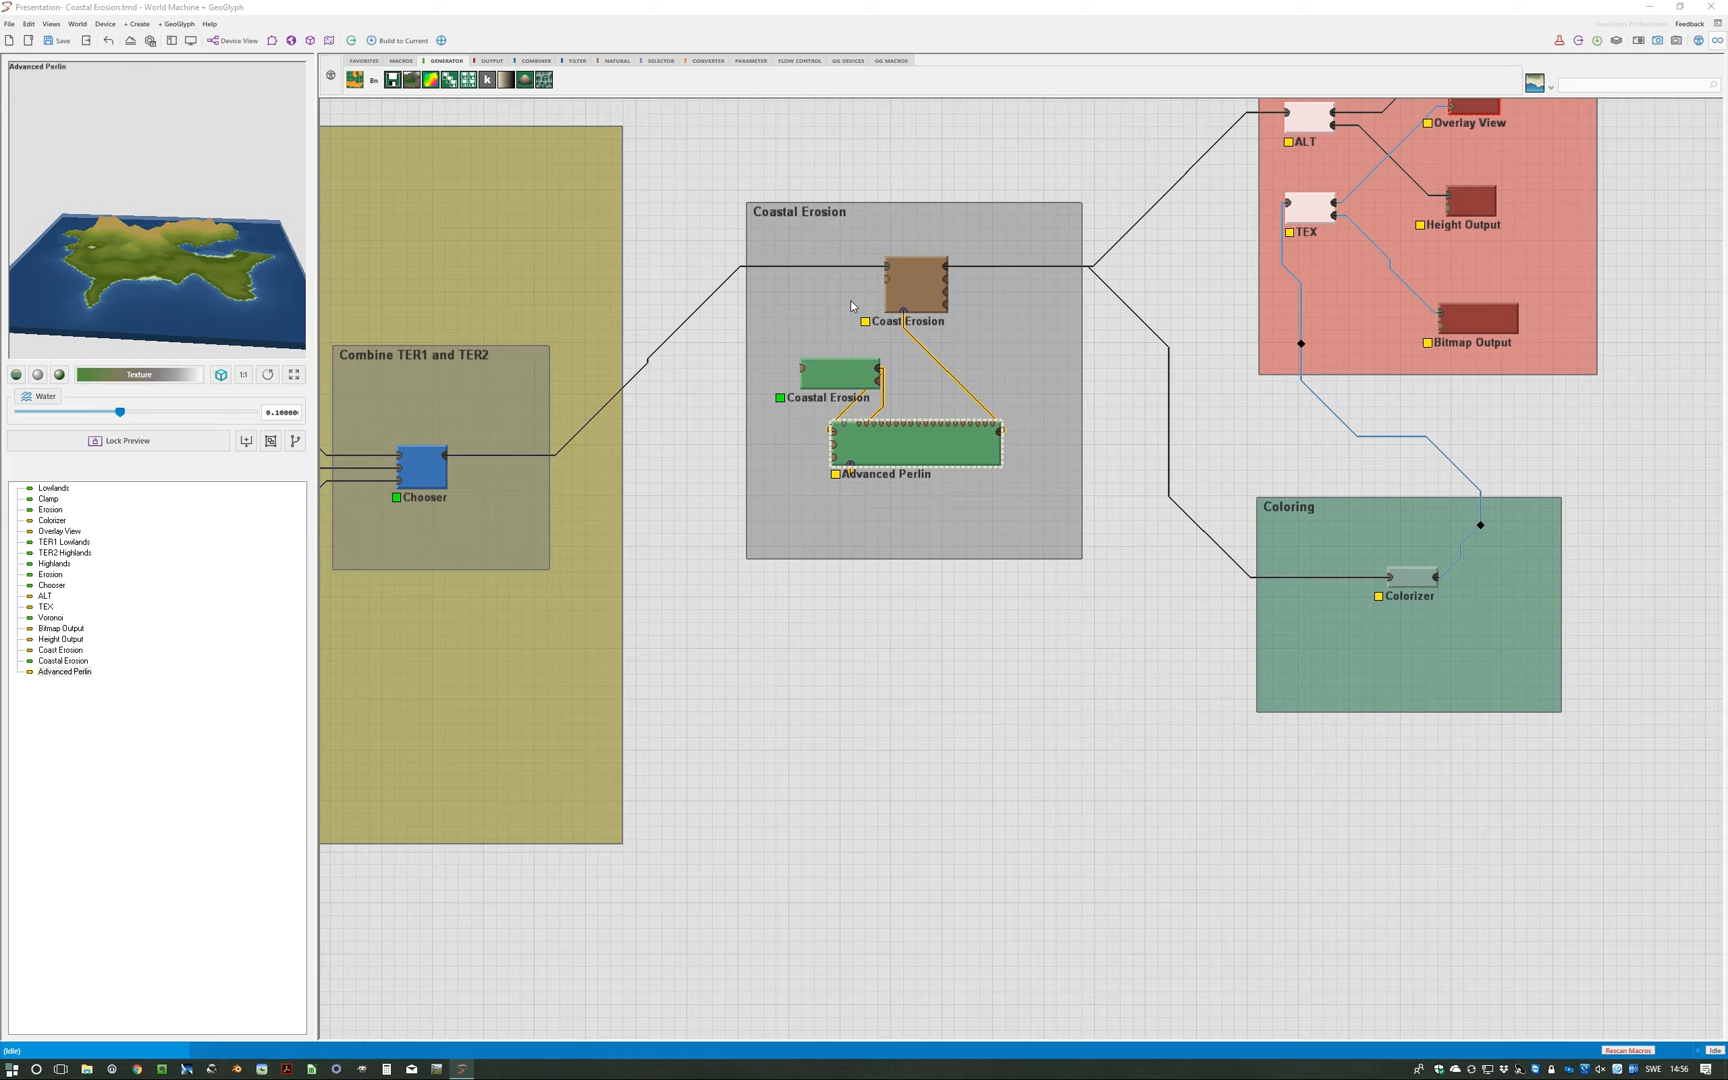 Presentation- Coastal Erosion.tmd - World Machine + GeoGlyph
File Edit Views World Device + Create + GeoGlyph Help
GeoGlyph Professional Feedback
Save Device View Build to Current
FAVORITES MACROS GENERATOR OUTPUT COMBINER FILTER NATURAL SELECTOR CONVERTER PARAMETER FLOW CONTROL GG DEVICES GG MACROS
En k
Advanced Perlin
Texture 1:1
Water
Lock Preview
Lowlands
Clamp
Erosion
Colorizer
Overlay View
TER1 Lowlands
TER2 Highlands
Highlands
Erosion
Chooser
ALT
TEX
Voronoi
Bitmap Output
Height Output
Coast Erosion
Coastal Erosion
Advanced Perlin
Combine TER1 and TER2
Chooser
Coastal Erosion
Coast Erosion
Coastal Erosion
Advanced Perlin
ALT
Overlay View
TEX
Height Output
Bitmap Output
Coloring
Colorizer
(Idle)
Rescan Macros Idle
SWE 14:56